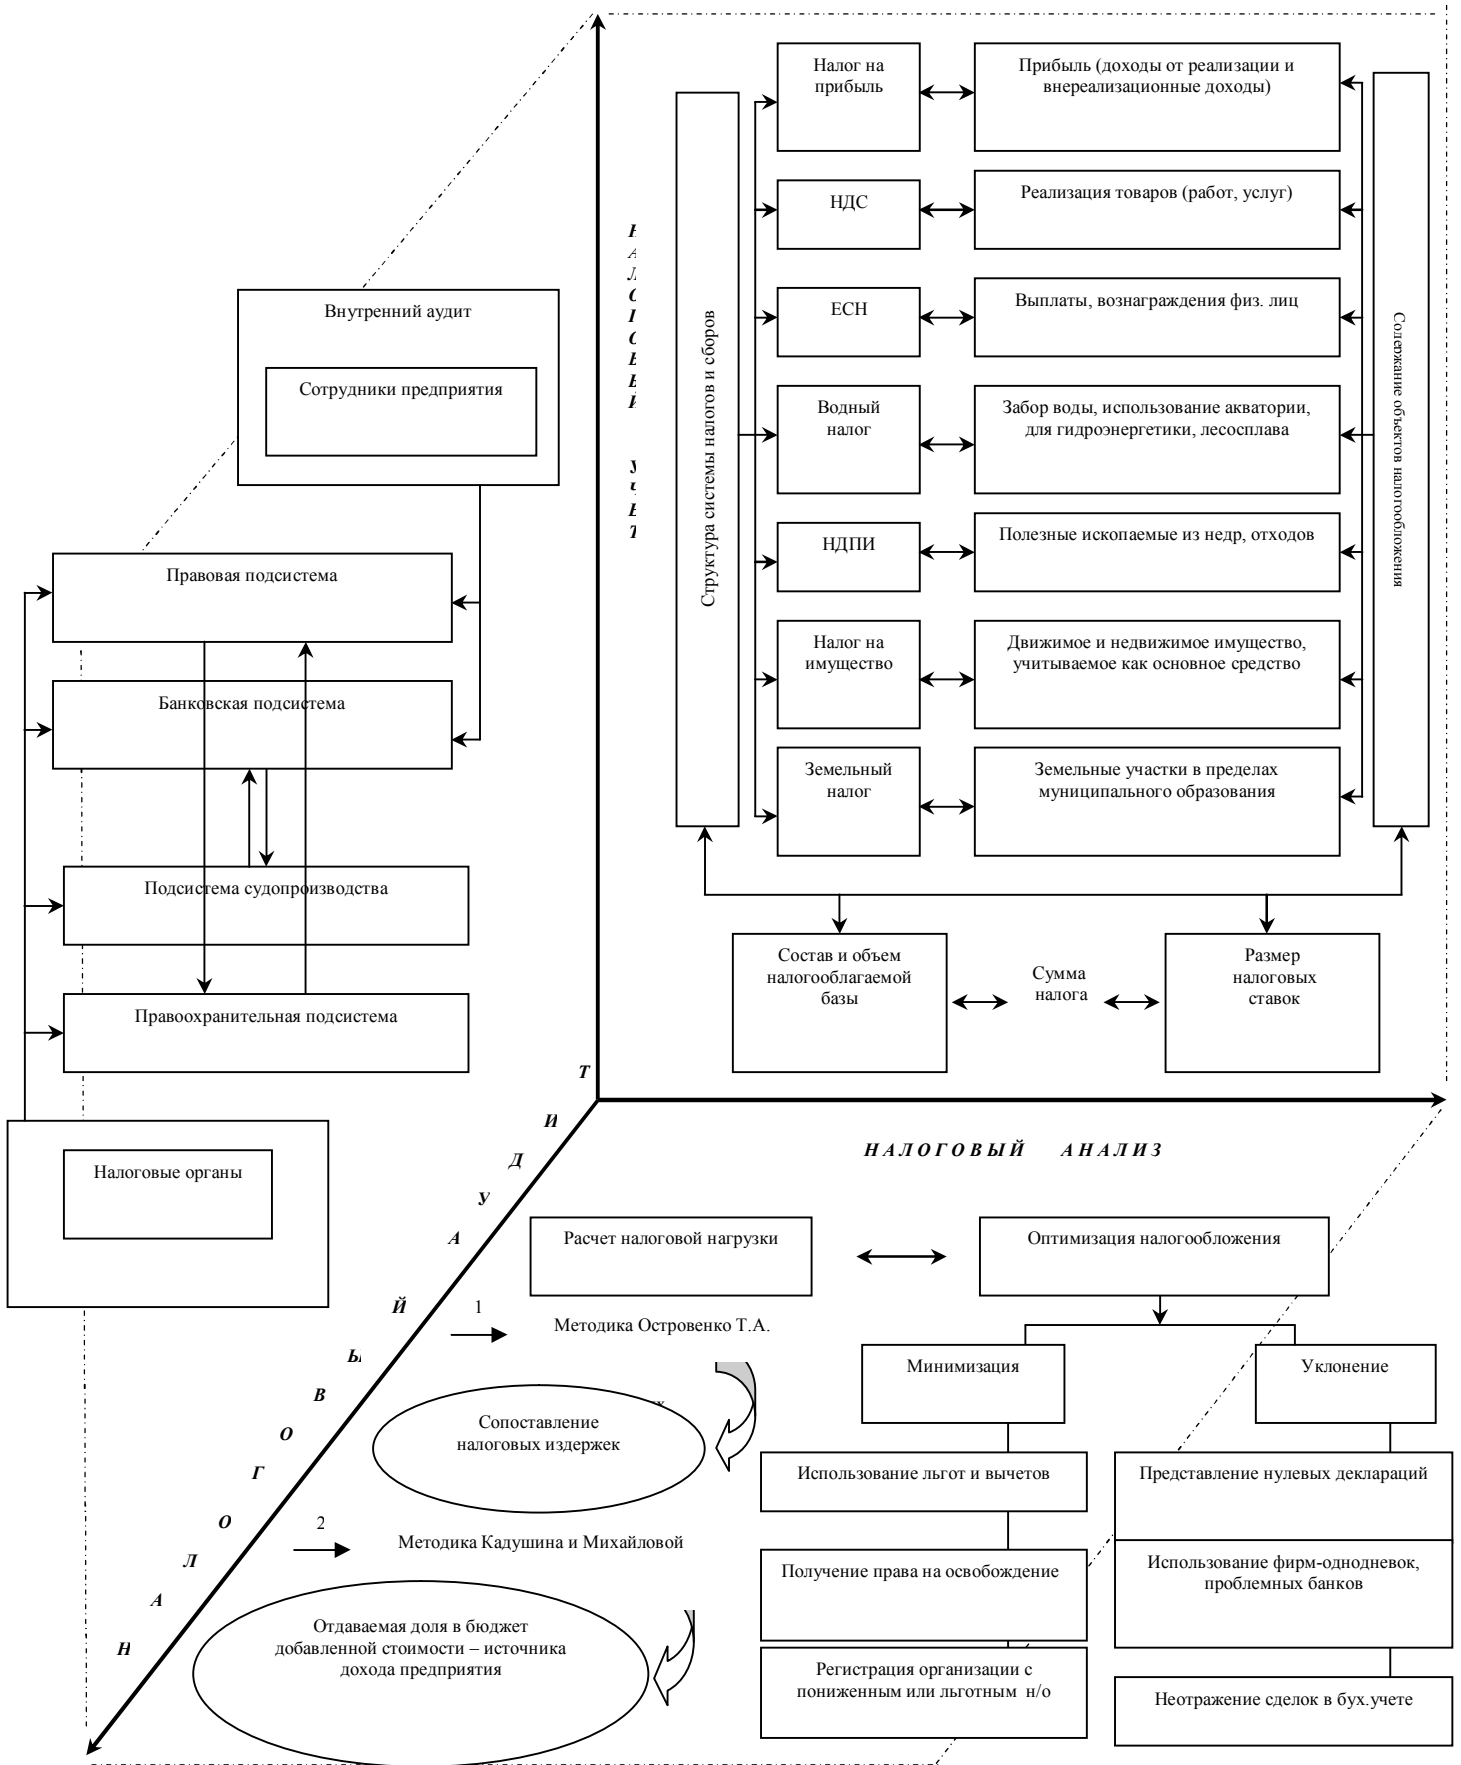 Налог на
прибыль
Прибыль (доходы от реализации и
внереализационные доходы)
НДС
Реализация товаров (работ, услуг)
ЕСН
Выплаты, вознаграждения физ. лиц
Водный
налог
Забор воды, использование акватории,
для гидроэнергетики, лесосплава
НДПИ
Полезные ископаемые из недр, отходов
Налог на
имущество
Движимое и недвижимое имущество,
учитываемое как основное средство
Земельный
налог
Земельные участки в пределах
муниципального образования
Структура системы налогов и сборов
Содержание объектов налогообложения
НАЛОГОВЫЙ УЧЕТ
Состав и объем
налогооблагаемой
базы
Сумма
налога
Размер
налоговых
ставок
Внутренний аудит
Сотрудники предприятия
Правовая подсистема
Банковская подсистема
Подсистема судопроизводства
Правоохранительная подсистема
Налоговые органы
НАЛОГОВЫЙ АУДИТ
НАЛОГОВЫЙ АНАЛИЗ
Расчет налоговой нагрузки
Оптимизация налогообложения
1
Методика Островенко Т.А.
Сопоставление
налоговых издержек
2
Методика Кадушина и Михайловой
Отдаваемая доля в бюджет
добавленной стоимости – источника
дохода предприятия
Минимизация
Использование льгот и вычетов
Получение права на освобождение
Регистрация организации с
пониженным или льготным н/о
Уклонение
Представление нулевых деклараций
Использование фирм-однодневок,
проблемных банков
Неотражение сделок в бух.учете